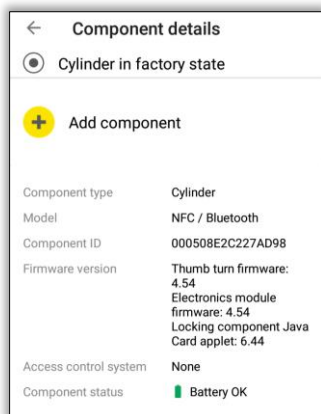 Component details
Cylinder in factory state
Add component
Component type Cylinder
Model NFC / Bluetooth
Component ID 000508E2C227AD98
Firmware version Thumb turn firmware:
4.54
Electronics module
firmware: 4.54
Locking component Java
Card applet: 6.44
Access control system None
Component status Battery OK